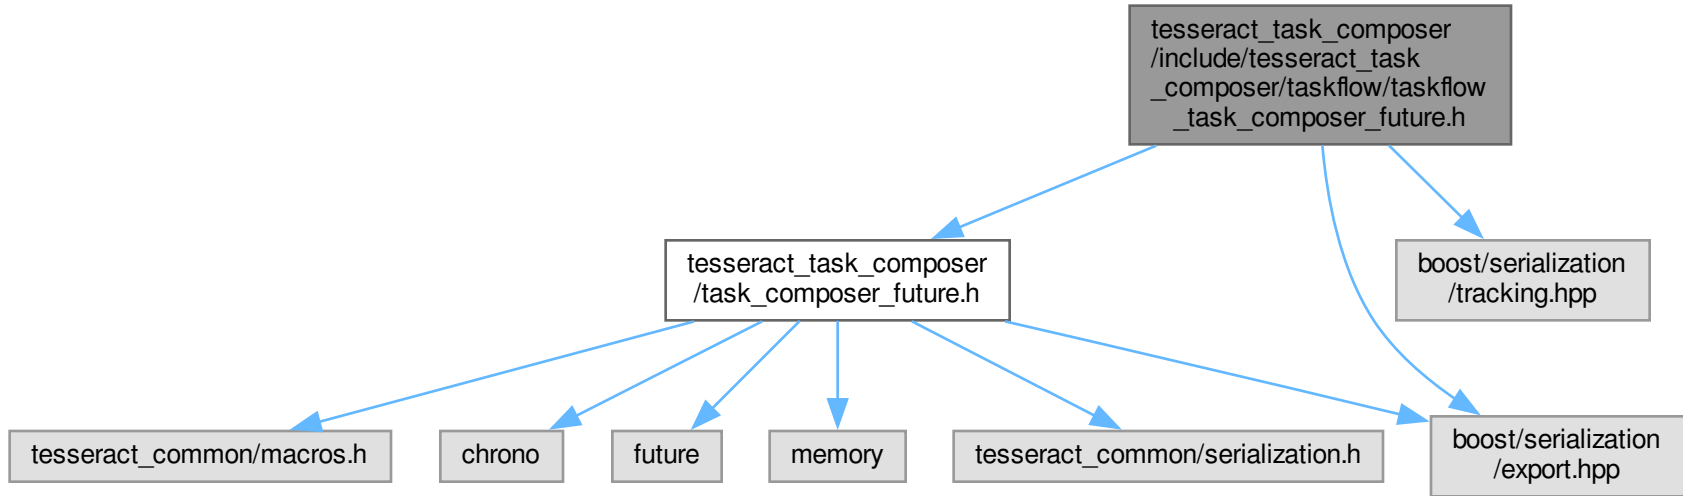 tesseract_task_composer
/include/tesseract_task
_composer/taskflow/taskflow
_task_composer_future.h
tesseract_task_composer
/task_composer_future.h
boost/serialization
/tracking.hpp
tesseract_common/macros.h
chrono
future
memory
tesseract_common/serialization.h
boost/serialization
/export.hpp